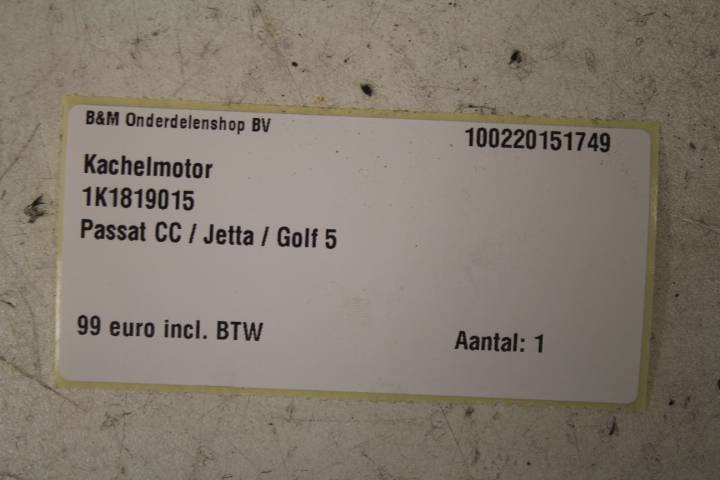 B&M Onderdelenshop BV
100220151749
Kachelmotor
1K1819015
Passat CC / Jetta / Golf 5
99 euro incl. BTW
Aantal: 1